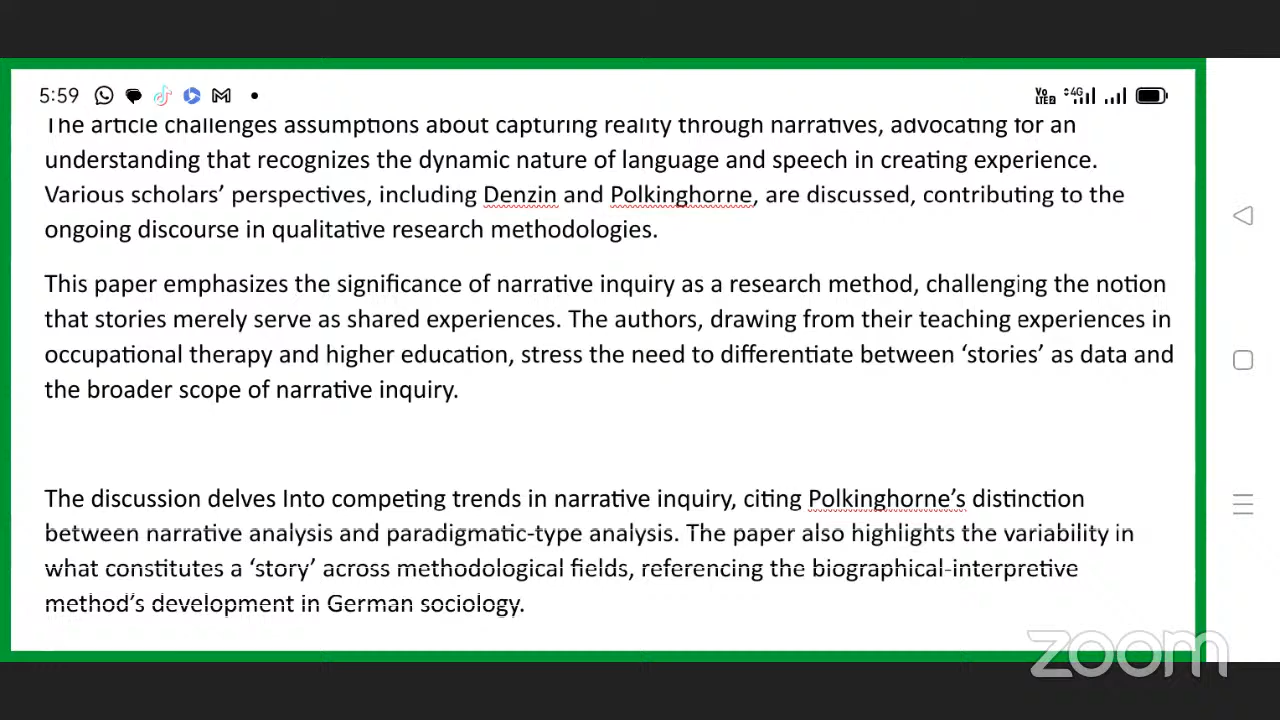 5:59
Vo LTE2 4G
The article challenges assumptions about capturing reality through narratives, advocating for an
understanding that recognizes the dynamic nature of language and speech in creating experience.
Various scholars’ perspectives, including Denzin and Polkinghorne, are discussed, contributing to the
ongoing discourse in qualitative research methodologies.
This paper emphasizes the significance of narrative inquiry as a research method, challenging the notion
that stories merely serve as shared experiences. The authors, drawing from their teaching experiences in
occupational therapy and higher education, stress the need to differentiate between ‘stories’ as data and
the broader scope of narrative inquiry.
The discussion delves Into competing trends in narrative inquiry, citing Polkinghorne’s distinction
between narrative analysis and paradigmatic-type analysis. The paper also highlights the variability in
what constitutes a ‘story’ across methodological fields, referencing the biographical-interpretive
method’s development in German sociology.
zoom